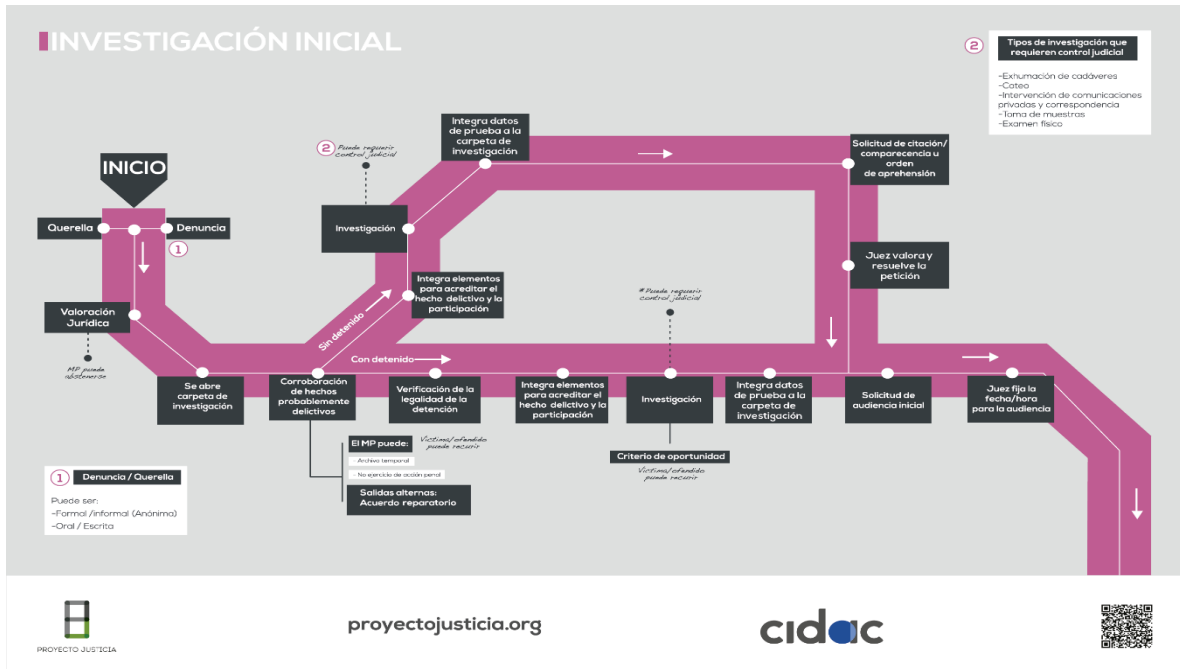 INVESTIGACIÓN INICIAL
INICIO
Querella
Denuncia
1
Valoración
Jurídica
MP puede
abstenerse
Se abre
carpeta de
investigación
Corroboración
de hechos
probablemente
delictivos
El MP puede:
Víctima/ofendido
puede recurir
- Archivo temporal
- No ejercicio de acción penal
Salidas alternas:
Acuerdo reparatorio
Sin detenido
Integra elementos
para acreditar el
hecho delictivo y la
participación
Investigación
2
Puede requerir
control judicial
Integra datos
de prueba a la
carpeta de
investigación
Solicitud de citación/
comparecencia u
orden
de aprehensión
Juez valora y
resuelve la
petición
Con detenido
Verificación de la
legalidad de la
detención
Integra elementos
para acreditar el
hecho delictivo y la
participación
*Puede requerir
control judicial
Investigación
Criterio de oportunidad
Víctima/ofendido
puede recurir
Integra datos
de prueba a la
carpeta de
investigación
Solicitud de
audiencia inicial
Juez fija la
fecha/hora
para la audiencia
2
Tipos de investigación que
requieren control judicial
-Exhumación de cadáveres
-Cateo
-Intervención de comunicaciones
privadas y correspondencia
-Toma de muestras
-Examen físico
1
Denuncia / Querella
Puede ser:
-Formal /informal (Anónima)
-Oral / Escrita
PROYECTO JUSTICIA
proyectojusticia.org
cidac